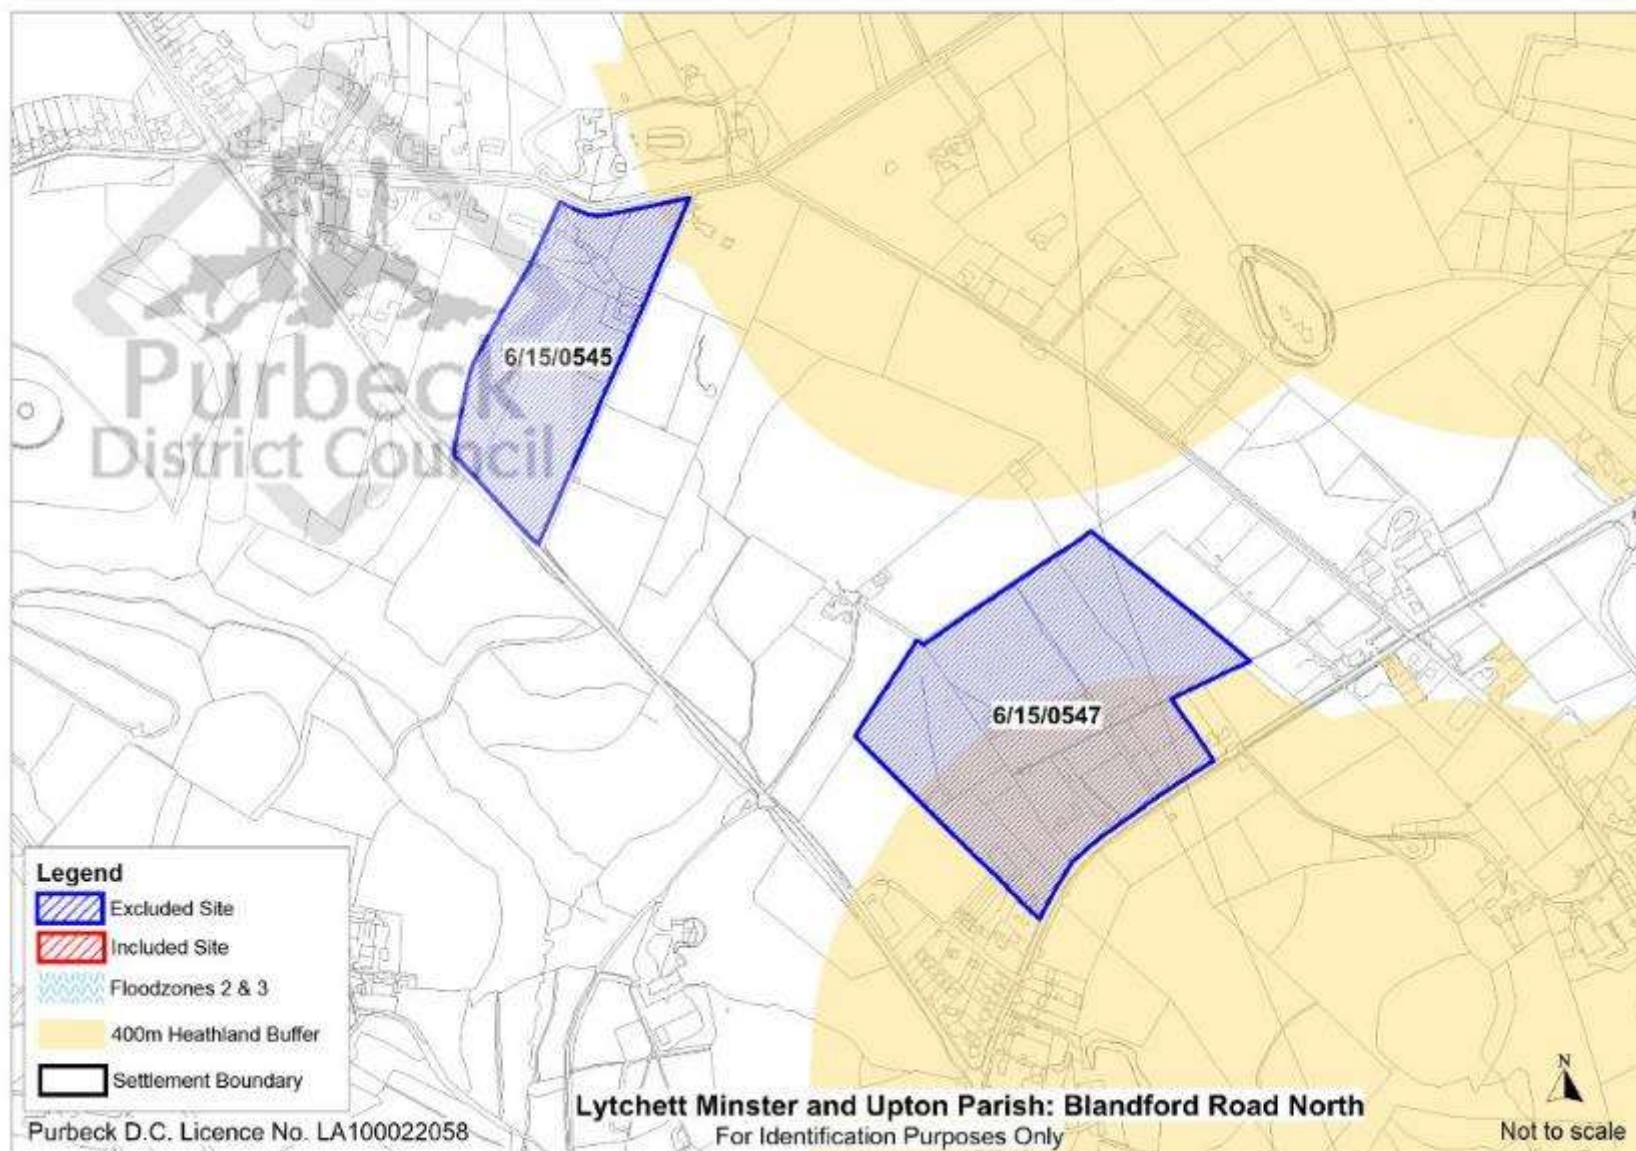 Purbeck
District Council
6/15/0545
6/15/0547
Legend
Excluded Site
Included Site
Floodzones 2 & 3
400m Heathland Buffer
Settlement Boundary
Purbeck D.C. Licence No. LA100022058
Lytchett Minster and Upton Parish: Blandford Road North
For Identification Purposes Only
N
Not to scale